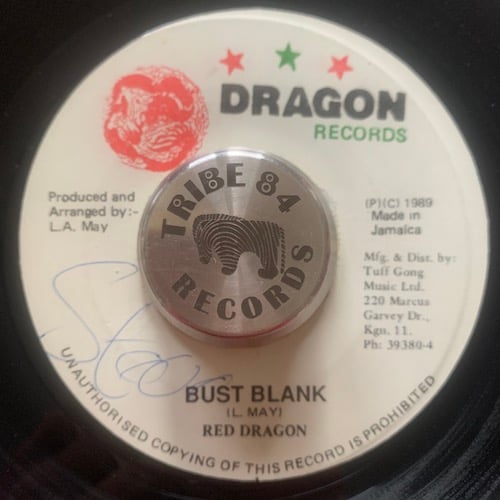 DRAGON
RECORDS
Produced and
Arranged by:-
L.A. May
(P)(C) 1989
Made in
Jamaica
Mfg. & Dist. by:
Tuff Gong
Music Ltd.
220 Marcus
Garvey Dr.,
Kgn. 11.
Ph: 39380-4
TRIBE 84
RECORDS
BUST BLANK
(L. MAY)
RED DRAGON
UNAUTHORISED COPYING OF THIS RECORD IS PROHIBITED